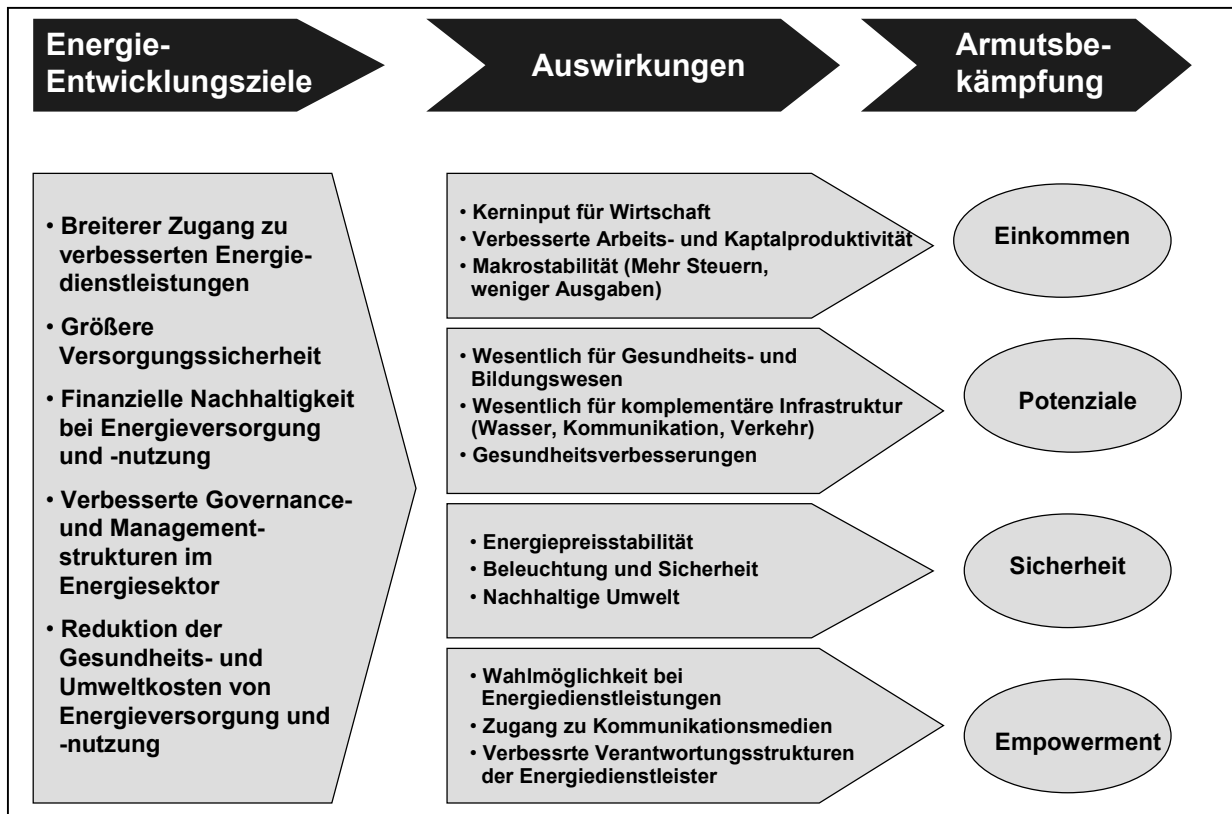 Energie-
Entwicklungsziele
Auswirkungen
Armutsbe-
kämpfung
• Breiterer Zugang zu
verbesserten Energie-
dienstleistungen
• Größere
Versorgungssicherheit
• Finanzielle Nachhaltigkeit
bei Energieversorgung
und -nutzung
• Verbesserte Governance-
und Management-
strukturen im
Energiesektor
• Reduktion der
Gesundheits- und
Umweltkosten von
Energieversorgung und
-nutzung
• Kerninput für Wirtschaft
• Verbesserte Arbeits- und Kaptalproduktivität
• Makrostabilität (Mehr Steuern,
weniger Ausgaben)
Einkommen
• Wesentlich für Gesundheits- und
Bildungswesen
• Wesentlich für komplementäre Infrastruktur
(Wasser, Kommunikation, Verkehr)
• Gesundheitsverbesserungen
Potenziale
• Energiepreisstabilität
• Beleuchtung und Sicherheit
• Nachhaltige Umwelt
Sicherheit
• Wahlmöglichkeit bei
Energiedienstleistungen
• Zugang zu Kommunikationsmedien
• Verbessrte Verantwortungsstrukturen
der Energiedienstleister
Empowerment